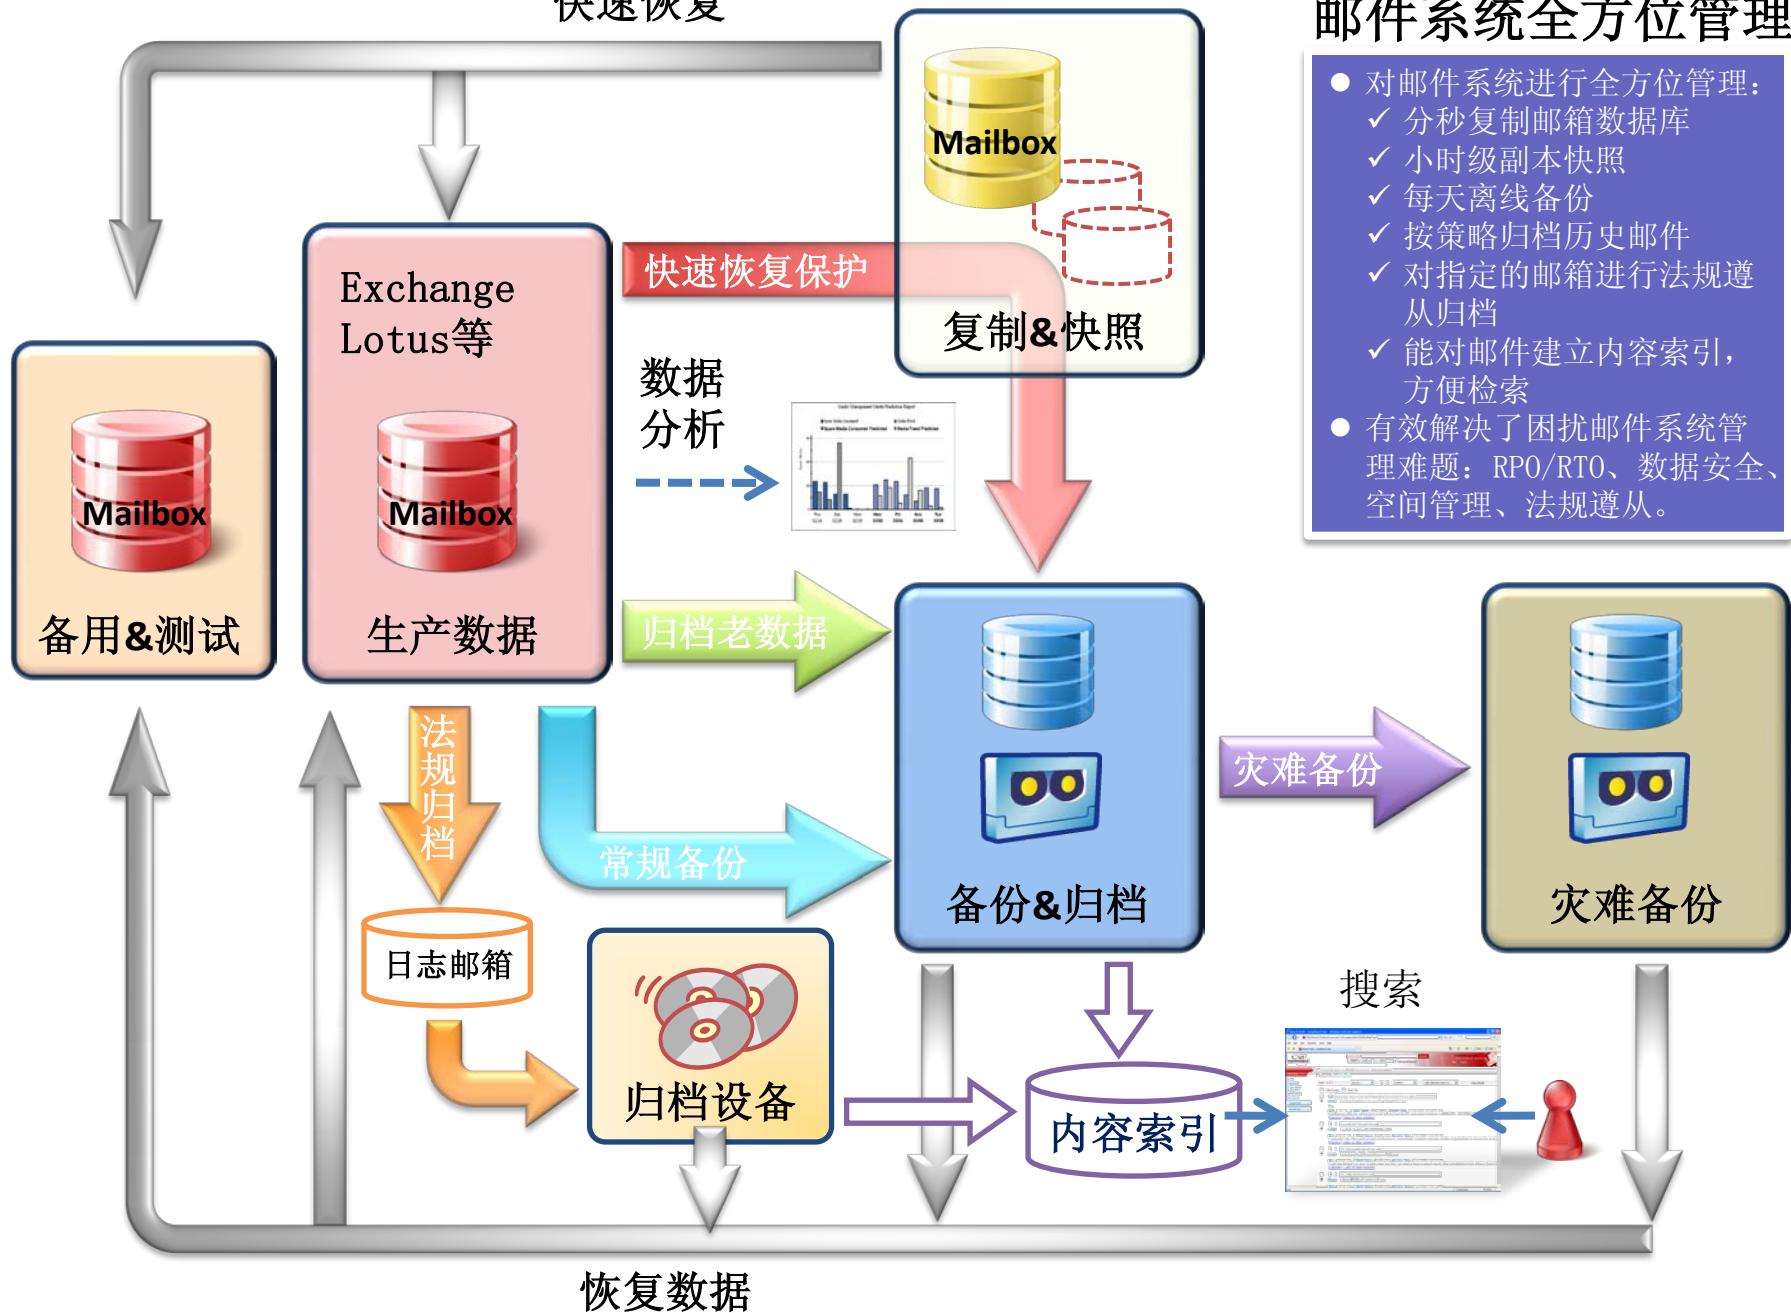 快速恢复
邮件系统全方位管理
对邮件系统进行全方位管理：
分秒复制邮箱数据库
小时级副本快照
每天离线备份
按策略归档历史邮件
对指定的邮箱进行法规遵
从归档
能对邮件建立内容索引，
方便检索
有效解决了困扰邮件系统管
理难题：RPO/RTO、数据安全、
空间管理、法规遵从。
Mailbox
复制&快照
快速恢复保护
Exchange
Lotus等
Mailbox
生产数据
Mailbox
备用&测试
数据
分析
归档老数据
法
规
归
档
常规备份
备份&归档
灾难备份
灾难备份
日志邮箱
归档设备
内容索引
搜索
恢复数据